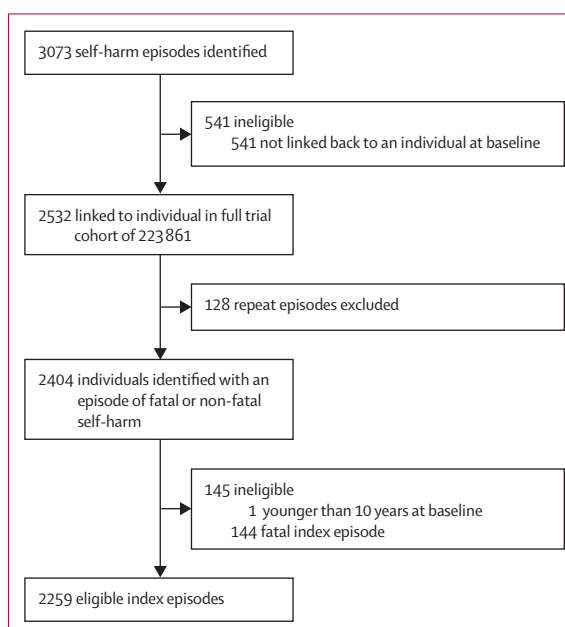 3073 self-harm episodes identified
541 ineligible
541 not linked back to an individual at baseline
2532 linked to individual in full trial
cohort of 223 861
128 repeat episodes excluded
2404 individuals identified with an
episode of fatal or non-fatal
self-harm
145 ineligible
1 younger than 10 years at baseline
144 fatal index episode
2259 eligible index episodes